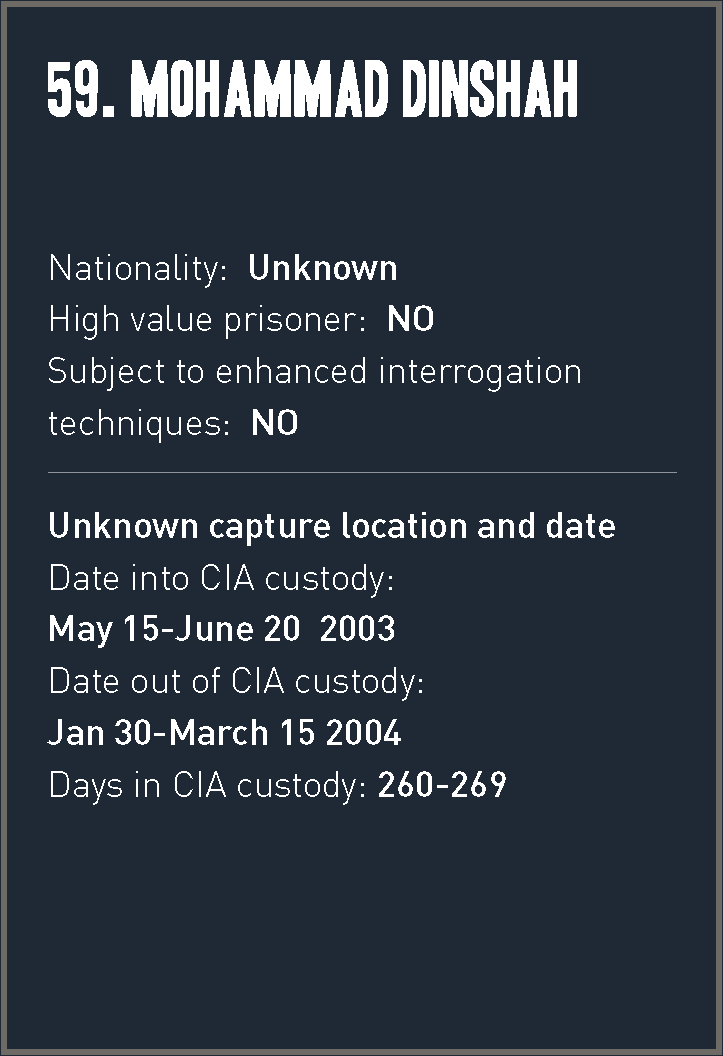 59. MOHAMMAD DINSHAH
Nationality: Unknown
High value prisoner: NO
Subject to enhanced interrogation
techniques: NO
Unknown capture location and date
Date into CIA custody:
May 15-June 20 2003
Date out of CIA custody:
Jan 30-March 15 2004
Days in CIA custody: 260-269